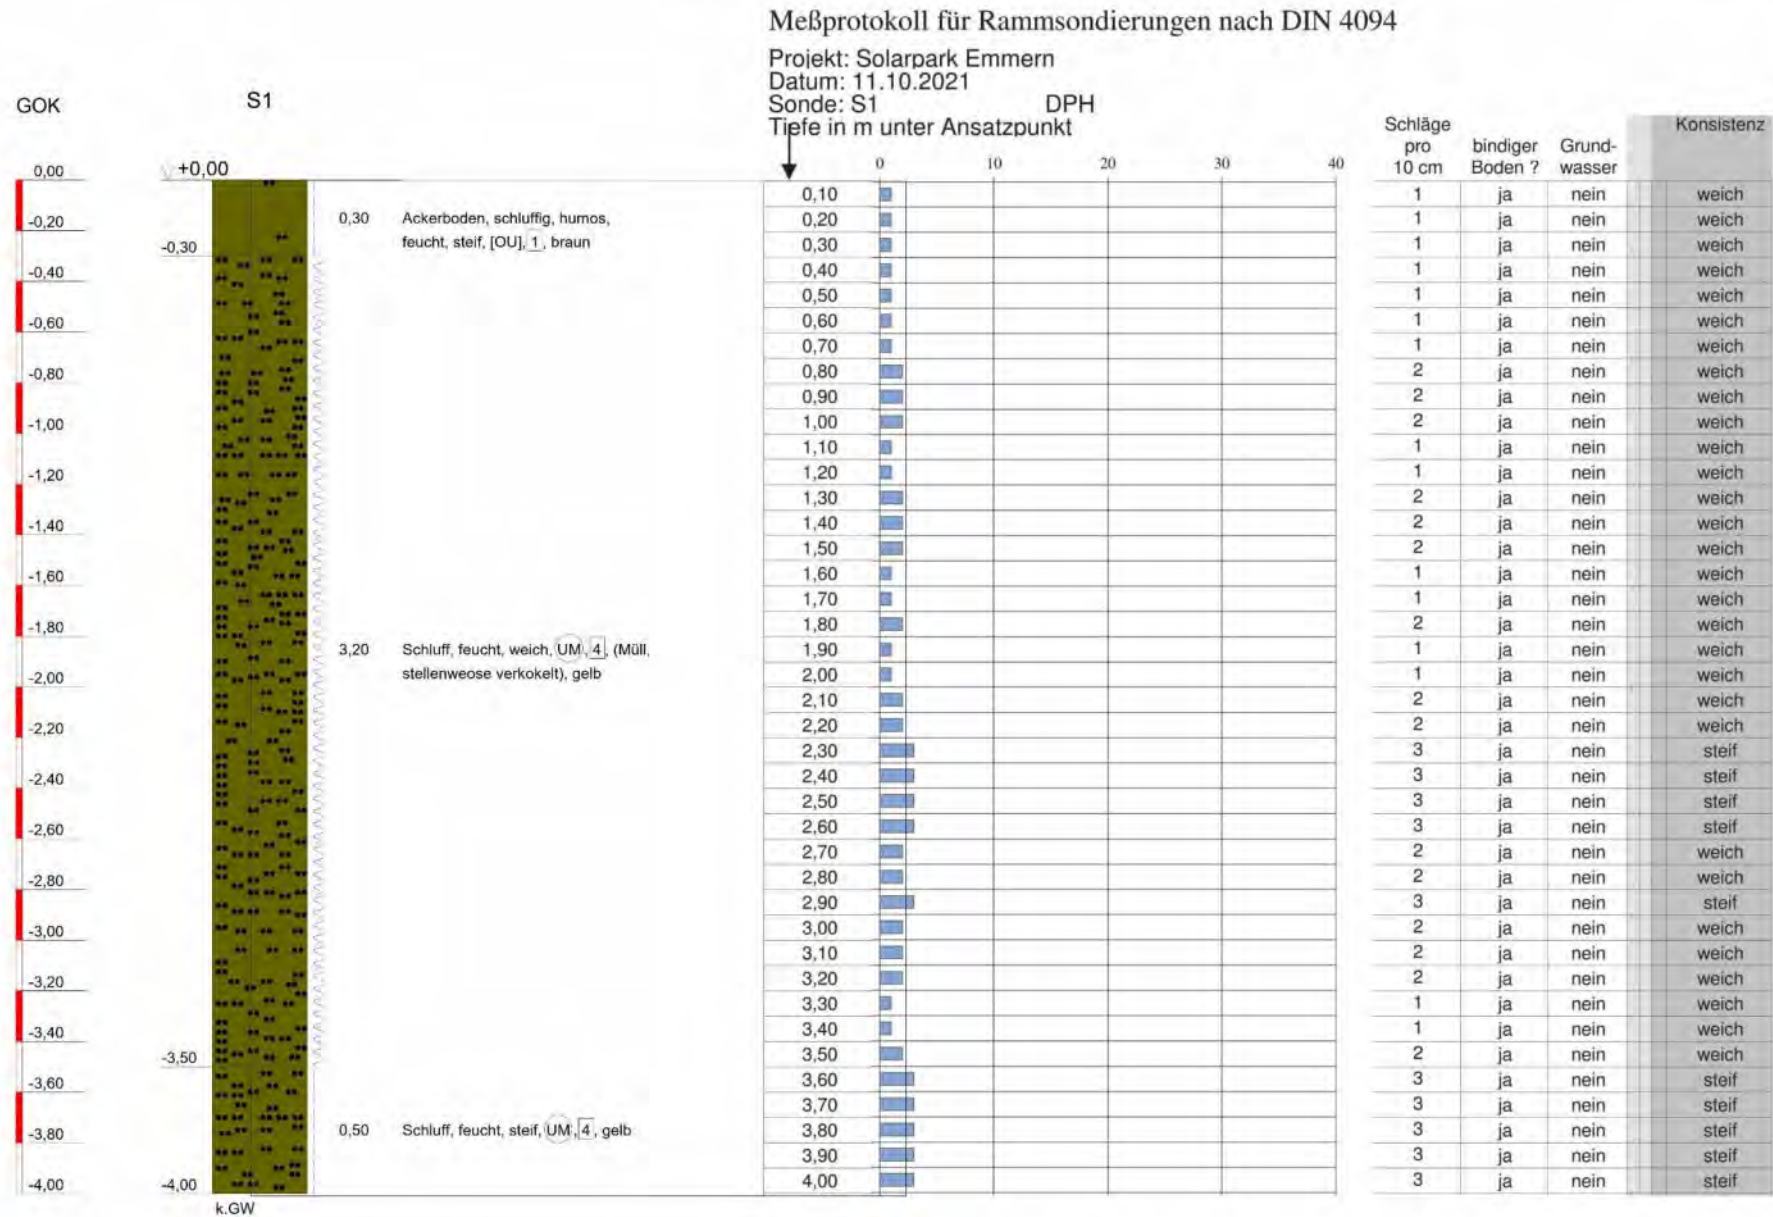 Meßprotokoll für Rammsondierungen nach DIN 4094
Projekt: Solarpark Emmern
Datum: 11.10.2021
Sonde: S1 DPH
Tiefe in m unter Ansatzpunkt
GOK
S1
0,00
-0,20
-0,40
-0,60
-0,80
-1,00
-1,20
-1,40
-1,60
-1,80
-2,00
-2,20
-2,40
-2,60
-2,80
-3,00
-3,20
-3,40
-3,60
-3,80
-4,00
+0,00
-0,30
-3,50
-4,00
k.GW
0,30 Ackerboden, schluffig, humos,
feucht, steif, [OU], 1, braun
3,20 Schluff, feucht, weich, UM, 4, (Müll,
stellenweose verkokelt), gelb
0,50 Schluff, feucht, steif, UM, 4, gelb
0 10 20 30 40
Schläge
pro
10 cm
bindiger
Boden ?
Grund-
wasser
Konsistenz
0,10 1 ja nein weich
0,20 1 ja nein weich
0,30 1 ja nein weich
0,40 1 ja nein weich
0,50 1 ja nein weich
0,60 1 ja nein weich
0,70 1 ja nein weich
0,80 2 ja nein weich
0,90 2 ja nein weich
1,00 2 ja nein weich
1,10 1 ja nein weich
1,20 1 ja nein weich
1,30 2 ja nein weich
1,40 2 ja nein weich
1,50 2 ja nein weich
1,60 1 ja nein weich
1,70 1 ja nein weich
1,80 2 ja nein weich
1,90 1 ja nein weich
2,00 1 ja nein weich
2,10 2 ja nein weich
2,20 2 ja nein weich
2,30 3 ja nein steif
2,40 3 ja nein steif
2,50 3 ja nein steif
2,60 3 ja nein steif
2,70 2 ja nein weich
2,80 2 ja nein weich
2,90 3 ja nein steif
3,00 2 ja nein weich
3,10 2 ja nein weich
3,20 2 ja nein weich
3,30 1 ja nein weich
3,40 1 ja nein weich
3,50 2 ja nein weich
3,60 3 ja nein steif
3,70 3 ja nein steif
3,80 3 ja nein steif
3,90 3 ja nein steif
4,00 3 ja nein steif